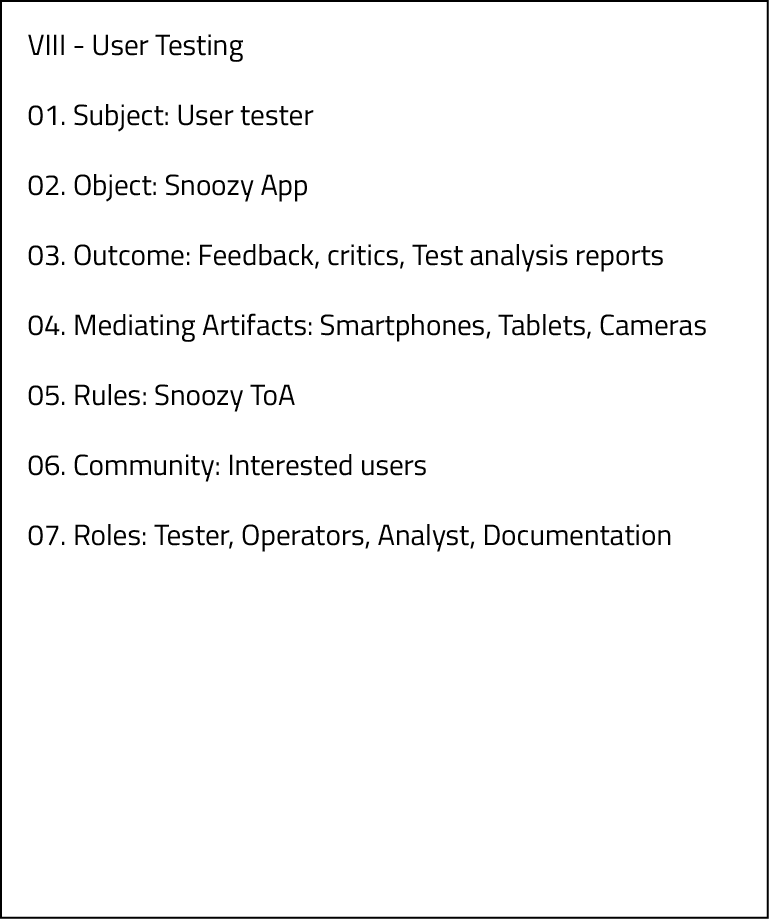 VIII - User Testing
01. Subject: User tester
02. Object: Snoozy App
03. Outcome: Feedback, critics, Test analysis reports
04. Mediating Artifacts: Smartphones, Tablets, Cameras
05. Rules: Snoozy ToA
06. Community: Interested users
07. Roles: Tester, Operators, Analyst, Documentation